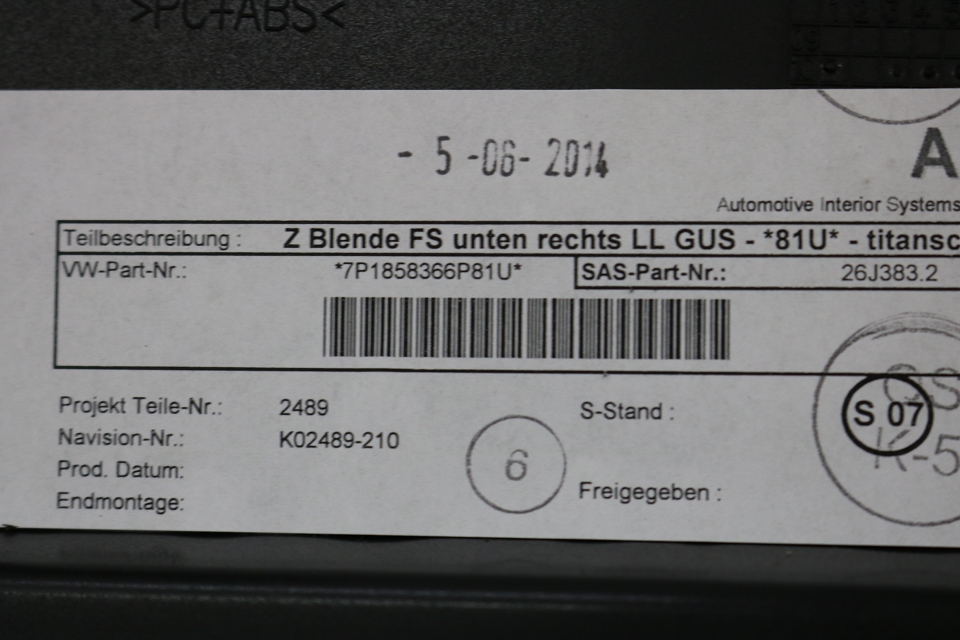 >PC+ABS<
- 5 -06- 2014
A
Automotive Interior Systems
Teilbeschreibung : Z Blende FS unten rechts LL GUS - *81U* - titansc
VW-Part-Nr.: *7P1858366P81U* SAS-Part-Nr.: 26J383.2
Projekt Teile-Nr.: 2489 S-Stand : S 07
Navision-Nr.: K02489-210
K-5
Prod. Datum:
6
Freigegeben :
Endmontage: